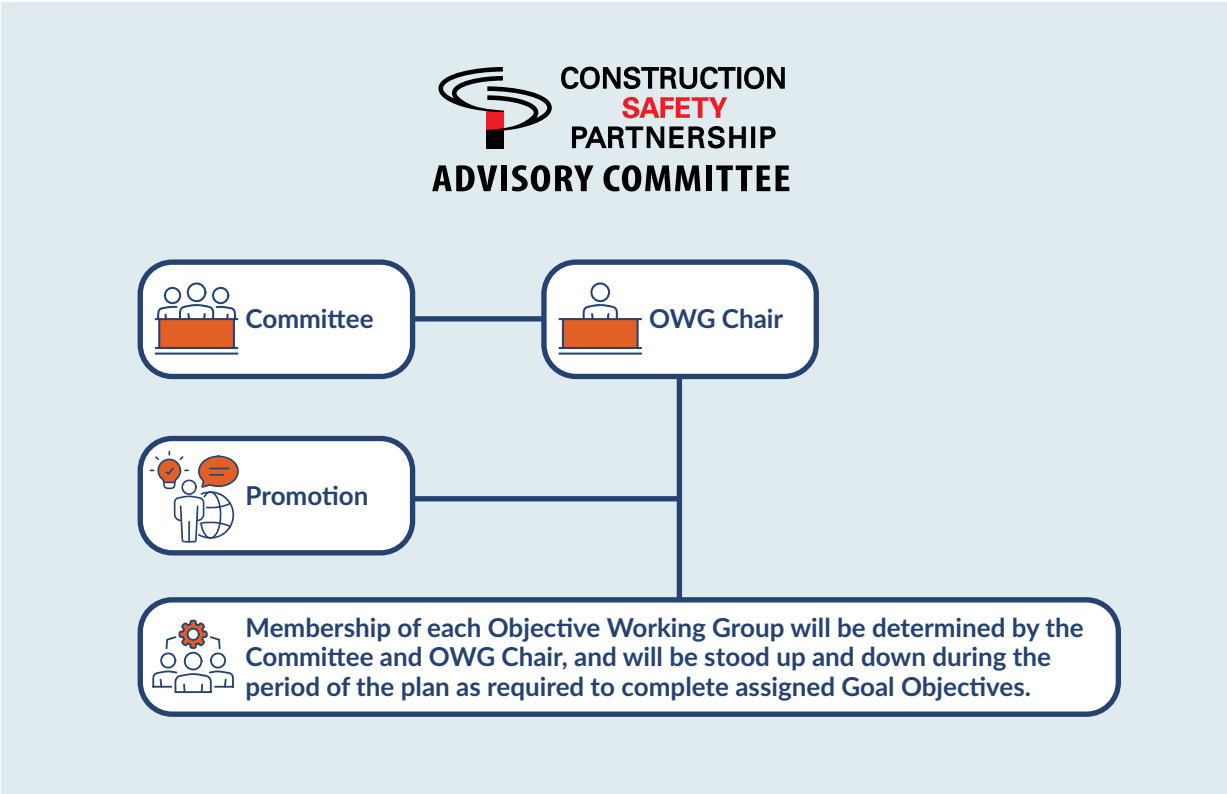 CONSTRUCTION
SAFETY
PARTNERSHIP
ADVISORY COMMITTEE
Committee
OWG Chair
Promotion
Membership of each Objective Working Group will be determined by the
Committee and OWG Chair, and will be stood up and down during the
period of the plan as required to complete assigned Goal Objectives.